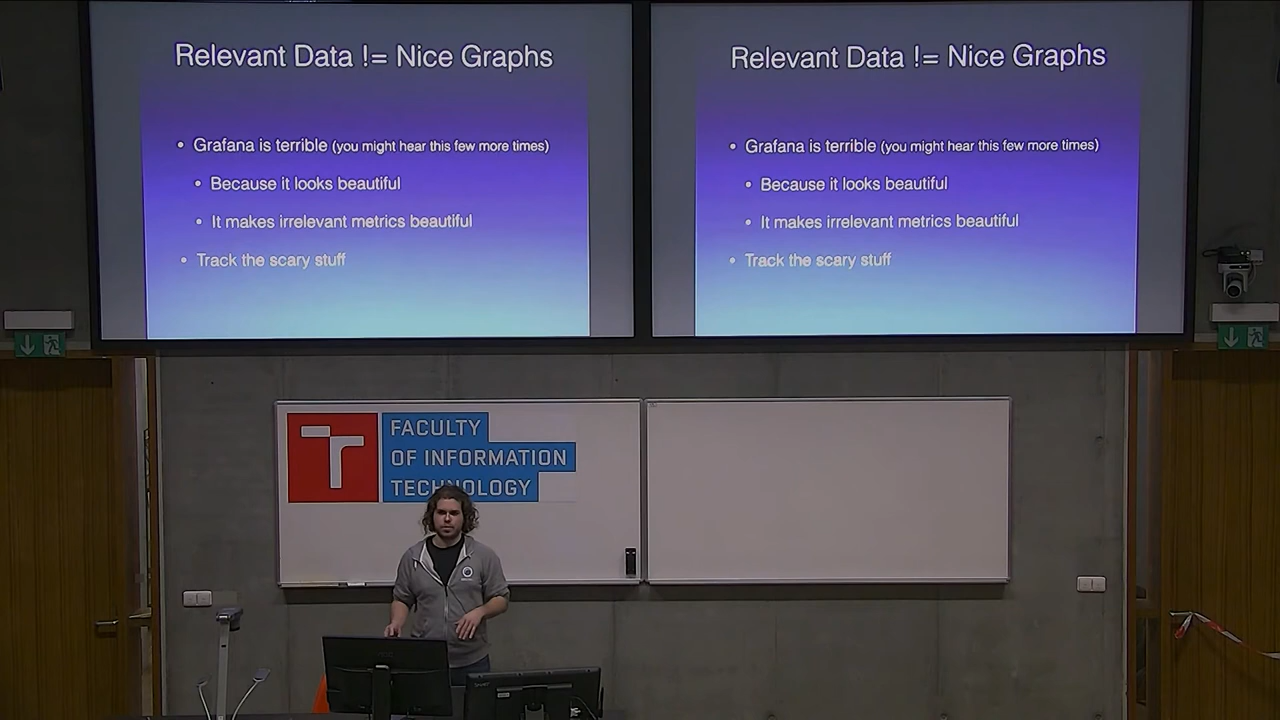 Relevant Data != Nice Graphs
• Grafana is terrible (you might hear this few more times)
• Because it looks beautiful
• It makes irrelevant metrics beautiful
• Track the scary stuff
Relevant Data != Nice Graphs
• Grafana is terrible (you might hear this few more times)
• Because it looks beautiful
• It makes irrelevant metrics beautiful
• Track the scary stuff
T
FACULTY
OF INFORMATION
TECHNOLOGY